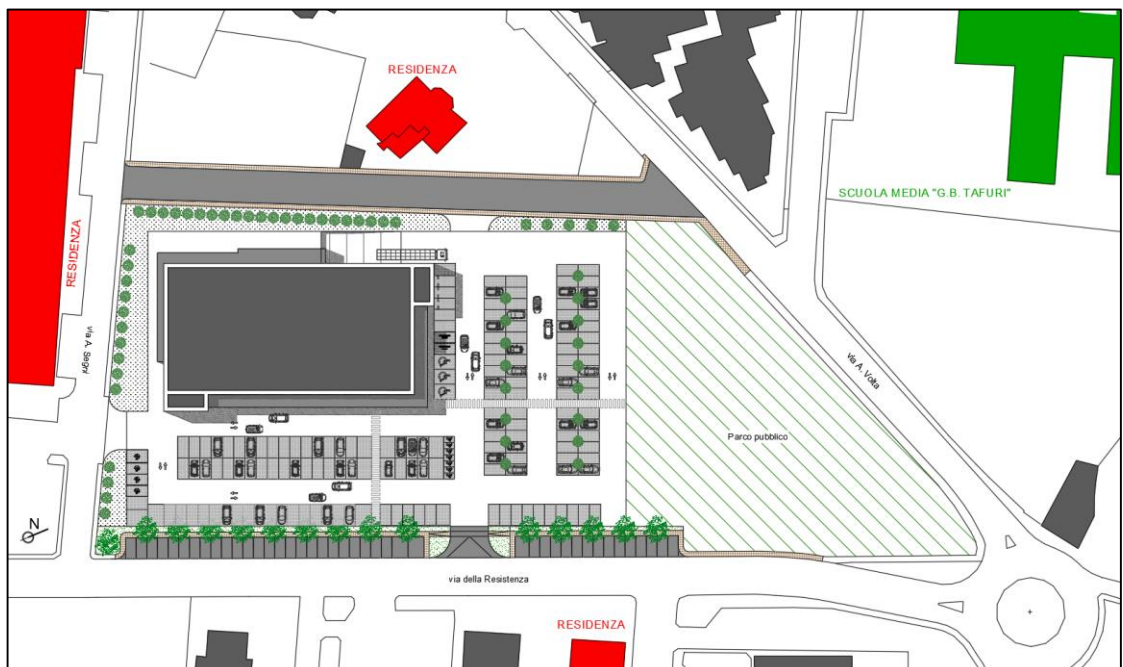 RESIDENZA
SCUOLA MEDIA "G.B. TAFURI"
RESIDENZA
via A. Segni
via A. Volta
Parco pubblico
N
via della Resistenza
RESIDENZA